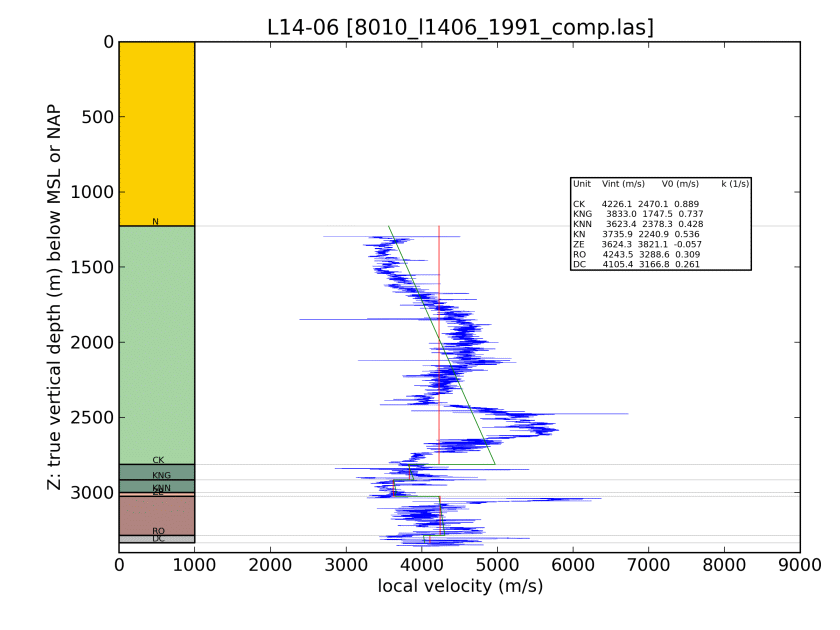 L14-06 [8010_l1406_1991_comp.las]
Z: true vertical depth (m) below MSL or NAP
0
500
1000
1500
2000
2500
3000
N
CK
KNG
KNN
ZE
RO
DC
Unit Vint (m/s) V0 (m/s) k (1/s)
CK 4226.1 2470.1 0.889
KNG 3833.0 1747.5 0.737
KNN 3623.4 2378.3 0.428
KN 3735.9 2240.9 0.536
ZE 3624.3 3821.1 -0.057
RO 4243.5 3288.6 0.309
DC 4105.4 3166.8 0.261
0 1000 2000 3000 4000 5000 6000 7000 8000 9000
local velocity (m/s)